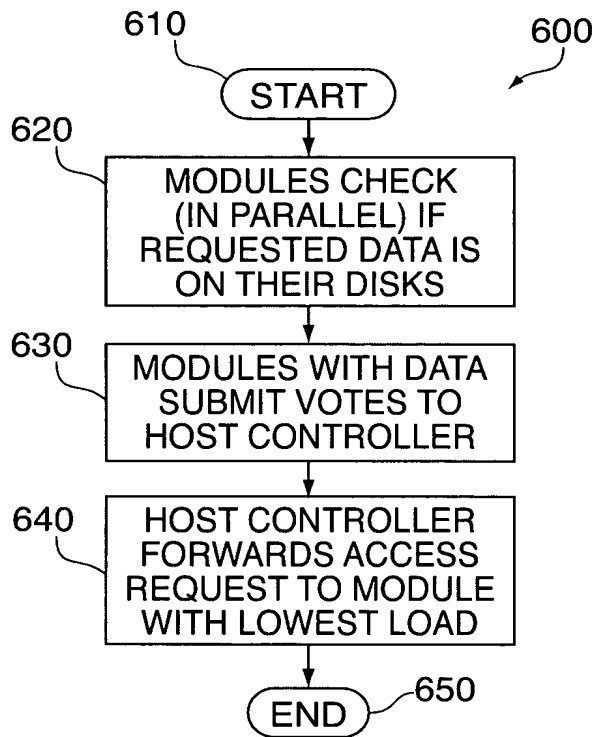 610
600
START
620
MODULES CHECK
(IN PARALLEL) IF
REQUESTED DATA IS
ON THEIR DISKS
630
MODULES WITH DATA
SUBMIT VOTES TO
HOST CONTROLLER
640
HOST CONTROLLER
FORWARDS ACCESS
REQUEST TO MODULE
WITH LOWEST LOAD
650
END